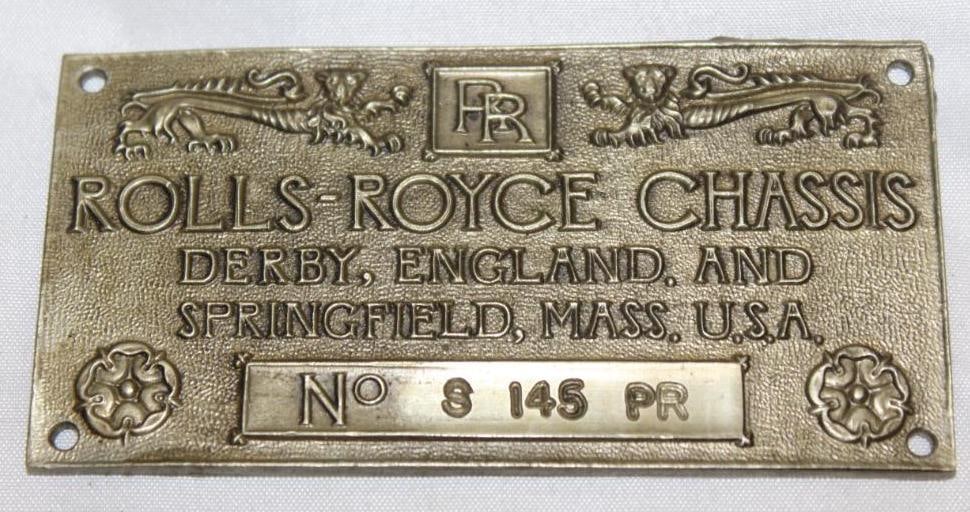 RR
ROLLS-ROYCE CHASSIS
DERBY, ENGLAND. AND
SPRINGFIELD, MASS. U.S.A.
No S 145 PR